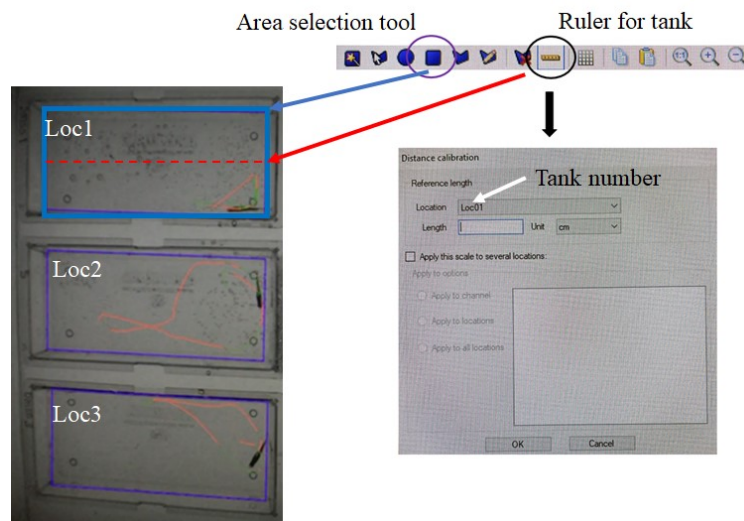 Area selection tool
Ruler for tank
Loc1
Loc2
Loc3
Distance calibration
Reference length
Tank number
Location Loc01
Length Unit cm
Apply this scale to several locations:
Apply to options
Apply to channel
Apply to locations
Apply to all locations
OK Cancel